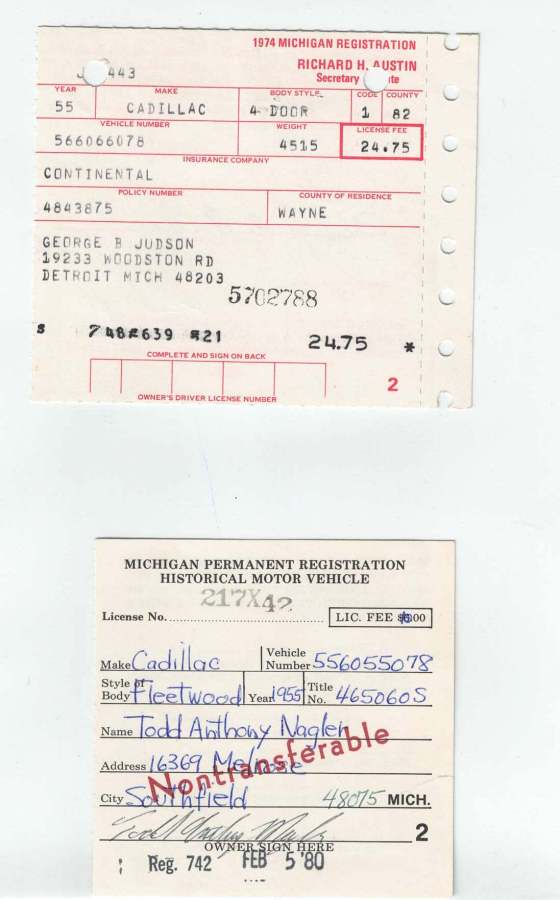 1974 MICHIGAN REGISTRATION
RICHARD H. AUSTIN
Secretary
443
YEAR MAKE BODY STYLE CODE COUNTY
55 CADILLAC 4 DOOR 1 82
VEHICLE NUMBER WEIGHT LICENSE FEE
566066078 4515 24.75
INSURANCE COMPANY
CONTINENTAL
POLICY NUMBER COUNTY OF RESIDENCE
4843875 WAYNE
GEORGE B JUDSON
19233 WOODSTON RD
DETROIT MICH 48203
5702788
S 24.75 *
COMPLETE AND SIGN ON BACK
2
OWNER'S DRIVER LICENSE NUMBER
MICHIGAN PERMANENT REGISTRATION
HISTORICAL MOTOR VEHICLE
217X42
License No. LIC. FEE
Make Cadillac Vehicle Number 556055078
Style of Body Fleetwood Year 1955 Title No. 465060S
Name Todd Anthony Nagler
Address 16369 Melrose
Nontransferable
City Southfield 48075 MICH.
2
OWNER SIGN HERE
Reg. 742 FEB 5 '80